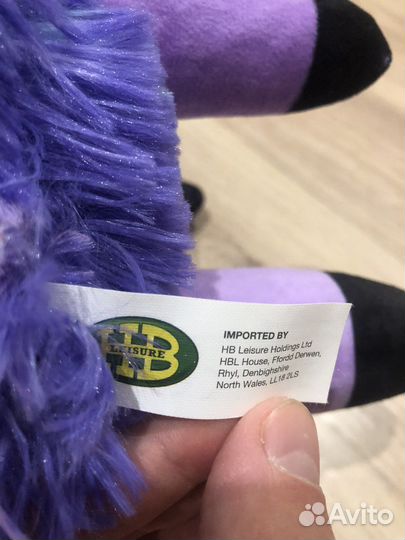 HB
LEISURE
IMPORTED BY
HB Leisure Holdings Ltd
HBL House, Ffordd Derwen,
Rhyl, Denbighshire
North Wales, LL18 2LS
Avito